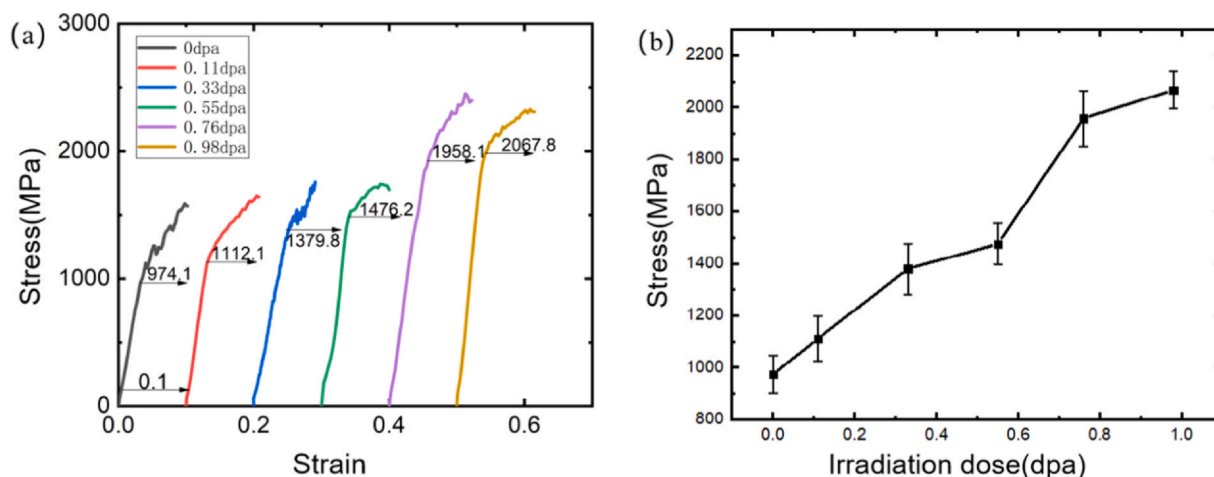 (a)
3000
2000
1000
0
Stress(MPa)
0dpa
0.11dpa
0.33dpa
0.55dpa
0.76dpa
0.98dpa
974.1
1112.1
1379.8
1476.2
1958.1
2067.8
0.1
0.0
0.2
0.4
0.6
Strain
(b)
2200
2000
1800
1600
1400
1200
1000
800
Stress(MPa)
0.0
0.2
0.4
0.6
0.8
1.0
Irradiation dose(dpa)